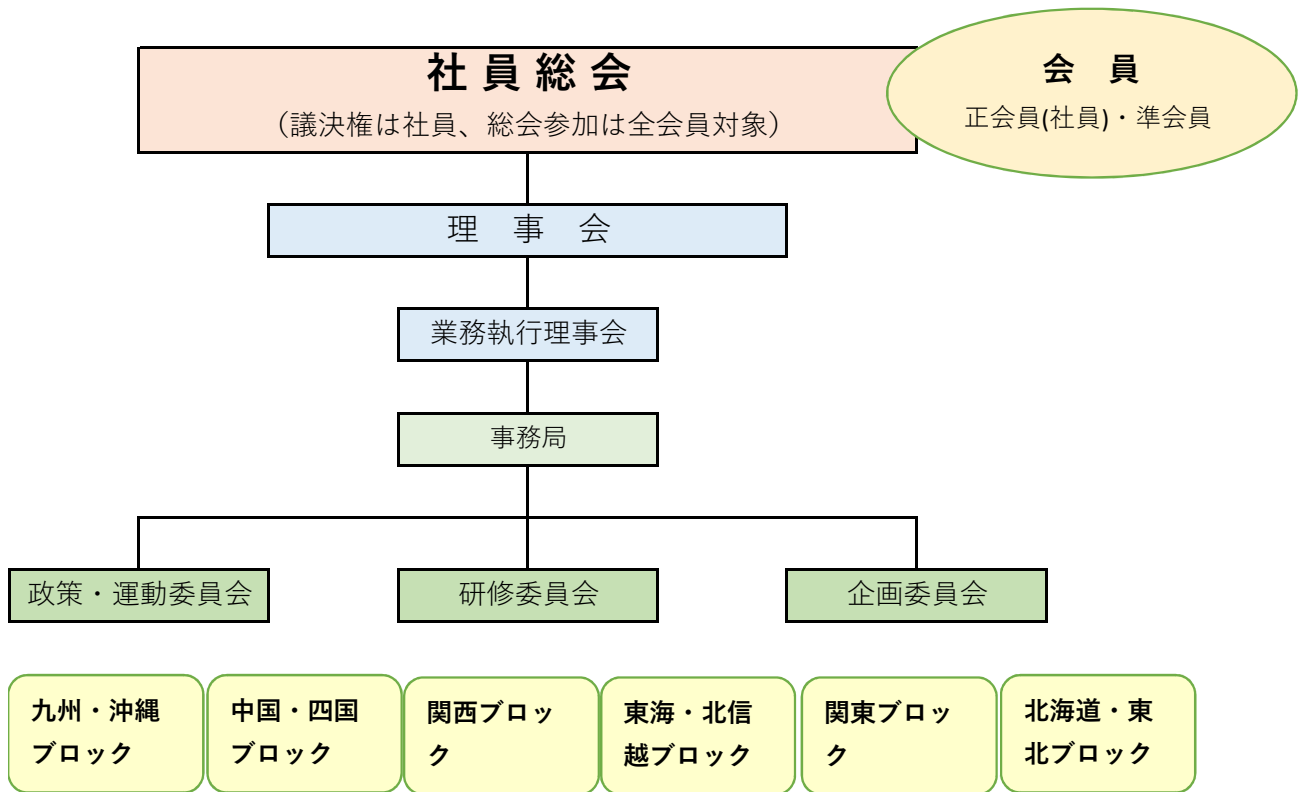 社員総会
（議決権は社員、総会参加は全会員対象）
会　員
正会員(社員)・準会員
理　事　会
業務執行理事会
事務局
政策・運動委員会
研修委員会
企画委員会
九州・沖縄
ブロック
中国・四国
ブロック
関西ブロッ
ク
東海・北信
越ブロック
関東ブロッ
ク
北海道・東
北ブロック